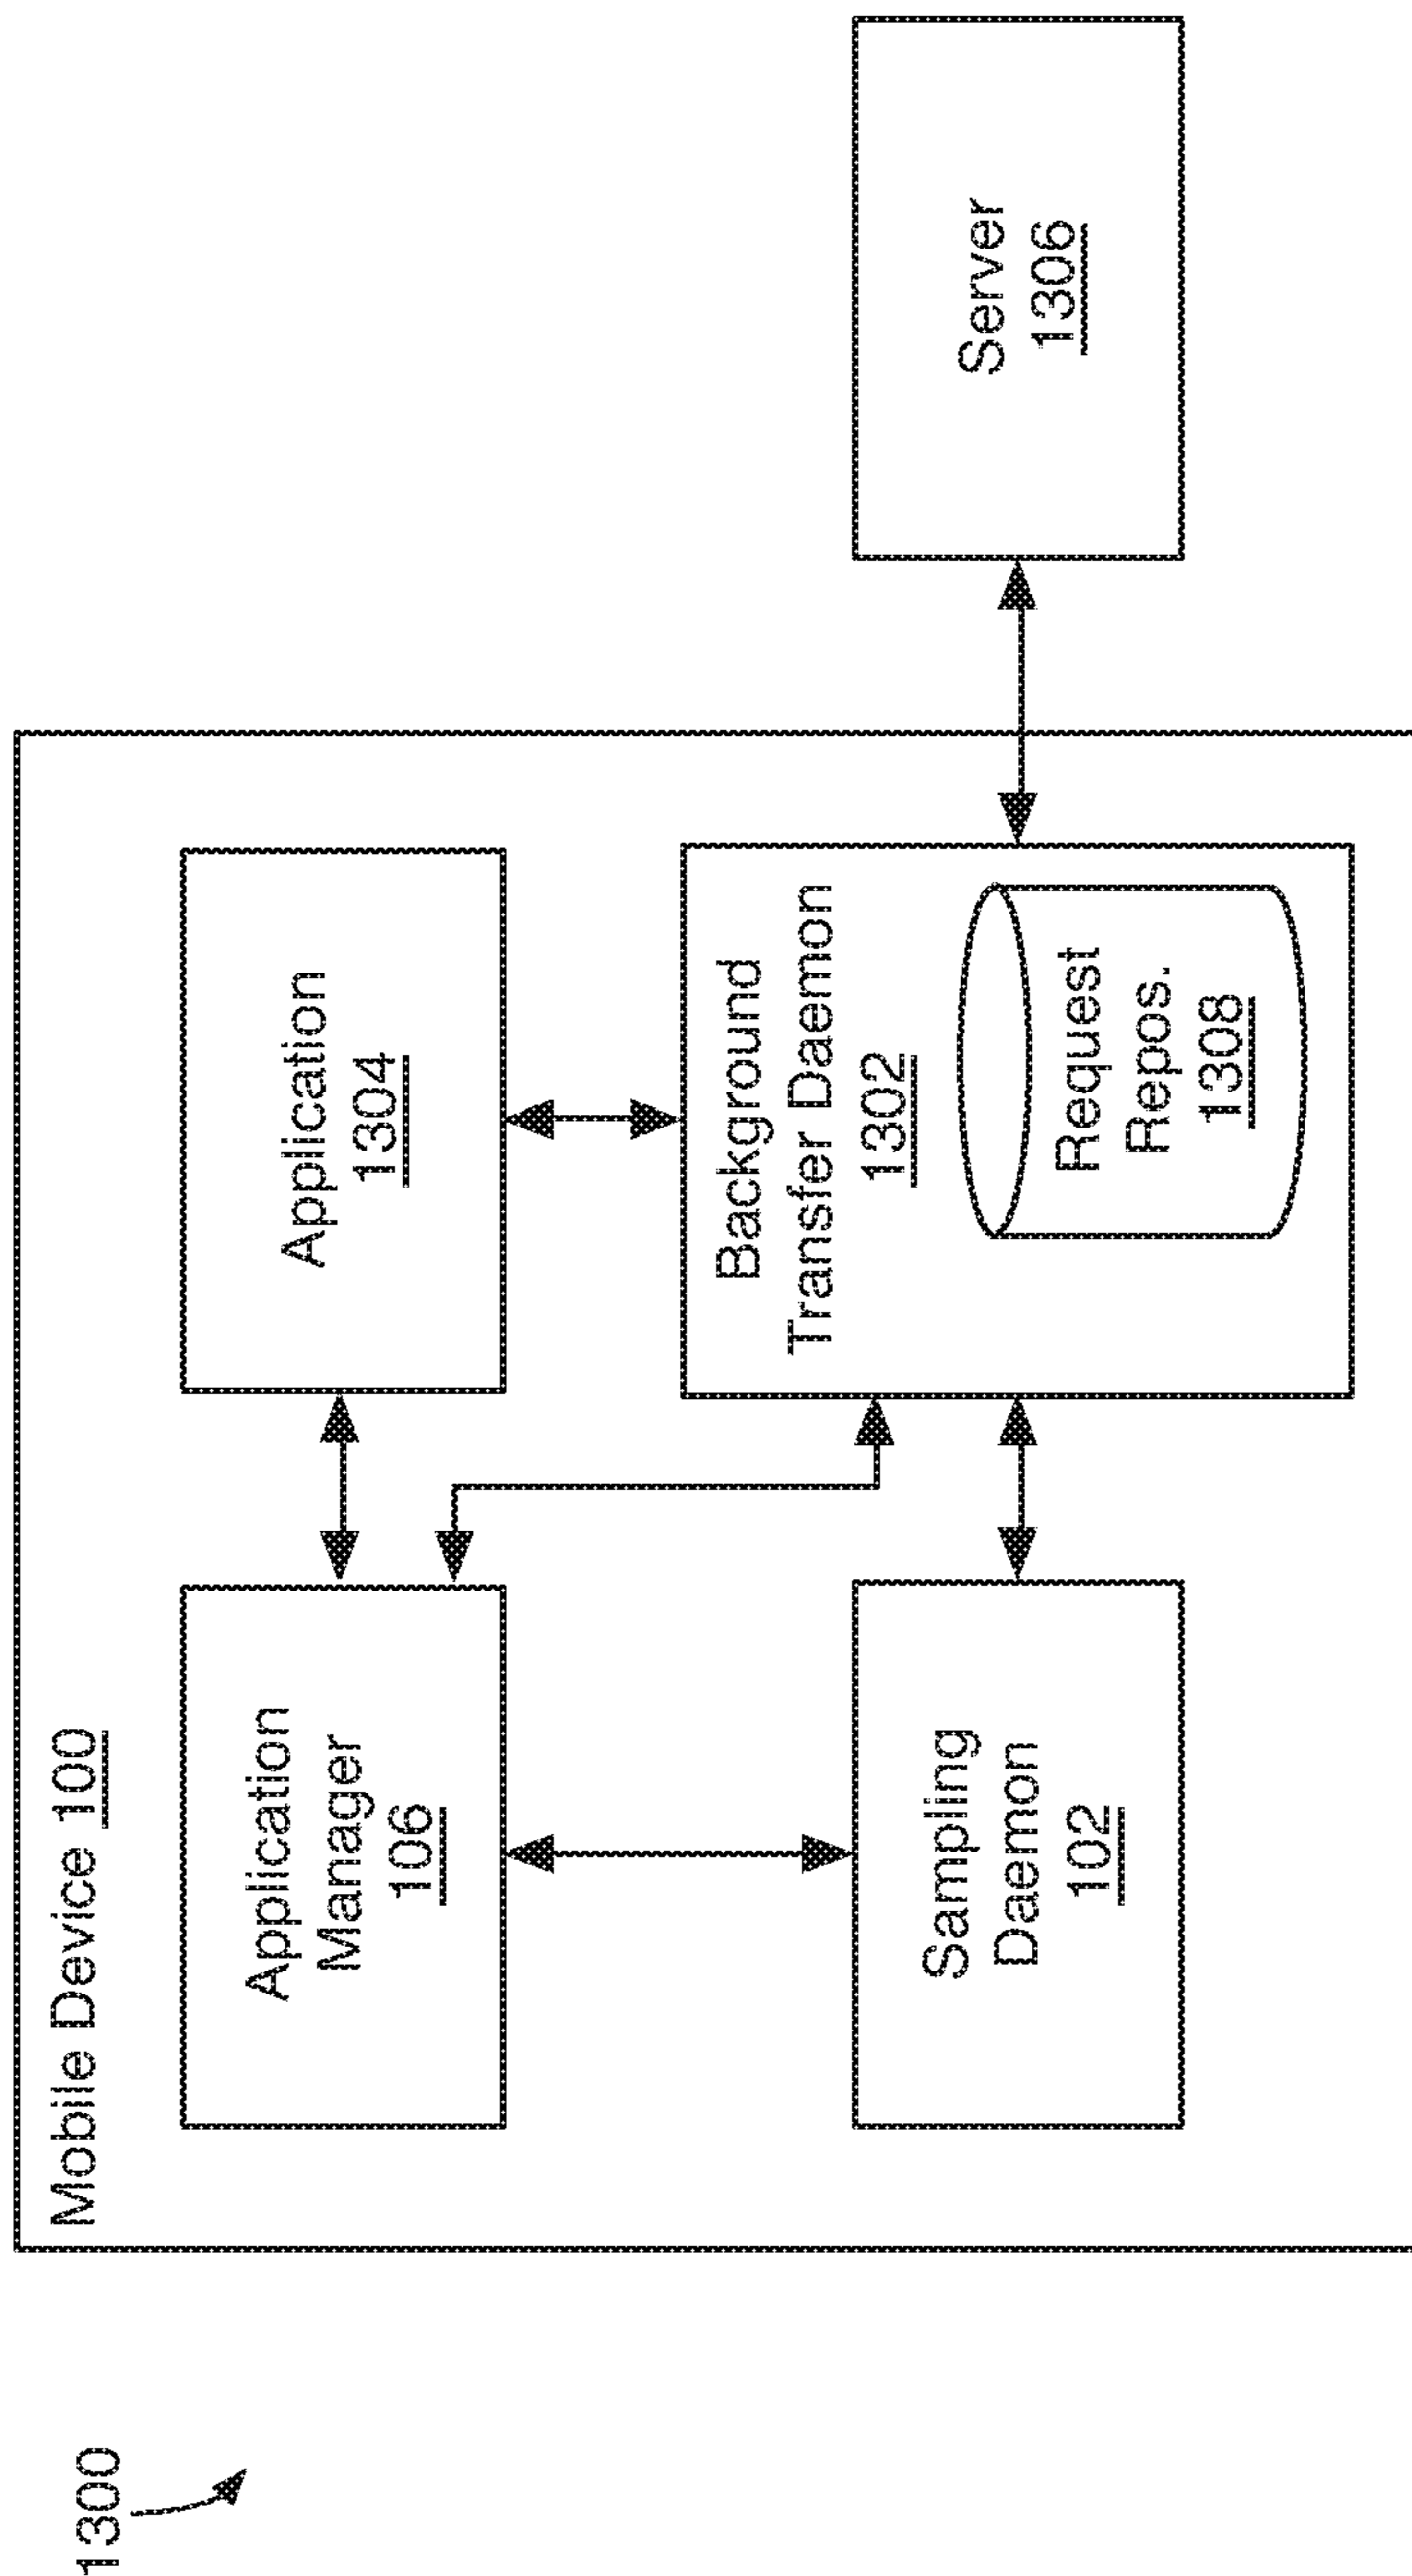 1300
Mobile Device 100
Application
Manager
106
Application
1304
Sampling
Daemon
102
Background
Transfer Daemon
1302
Request
Repos.
1308
Server
1306